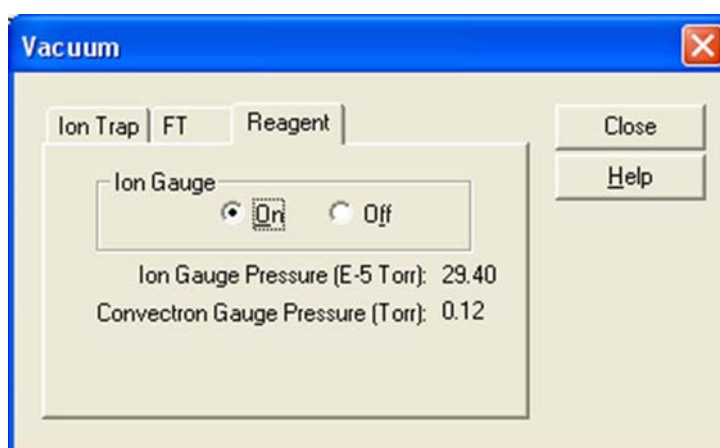 Vacuum
Ion Trap FT Reagent
Close
Help
Ion Gauge
On Off
Ion Gauge Pressure (E-5 Torr): 29.40
Convectron Gauge Pressure (Torr): 0.12